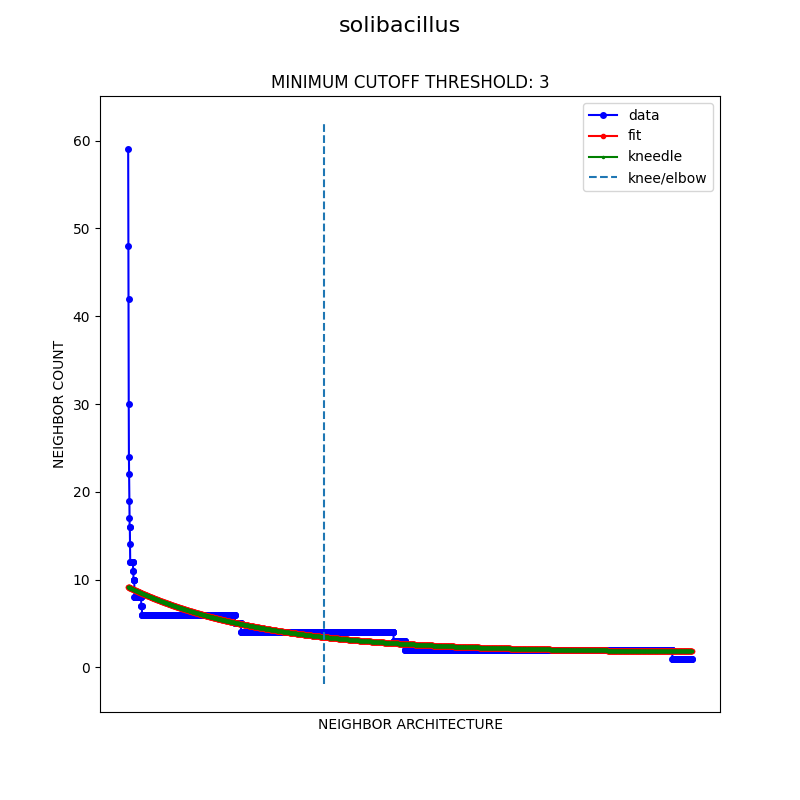 solibacillus
MINIMUM CUTOFF THRESHOLD: 3
data
fit
kneedle
knee/elbow
60
50
40
30
20
10
0
NEIGHBOR COUNT
NEIGHBOR ARCHITECTURE